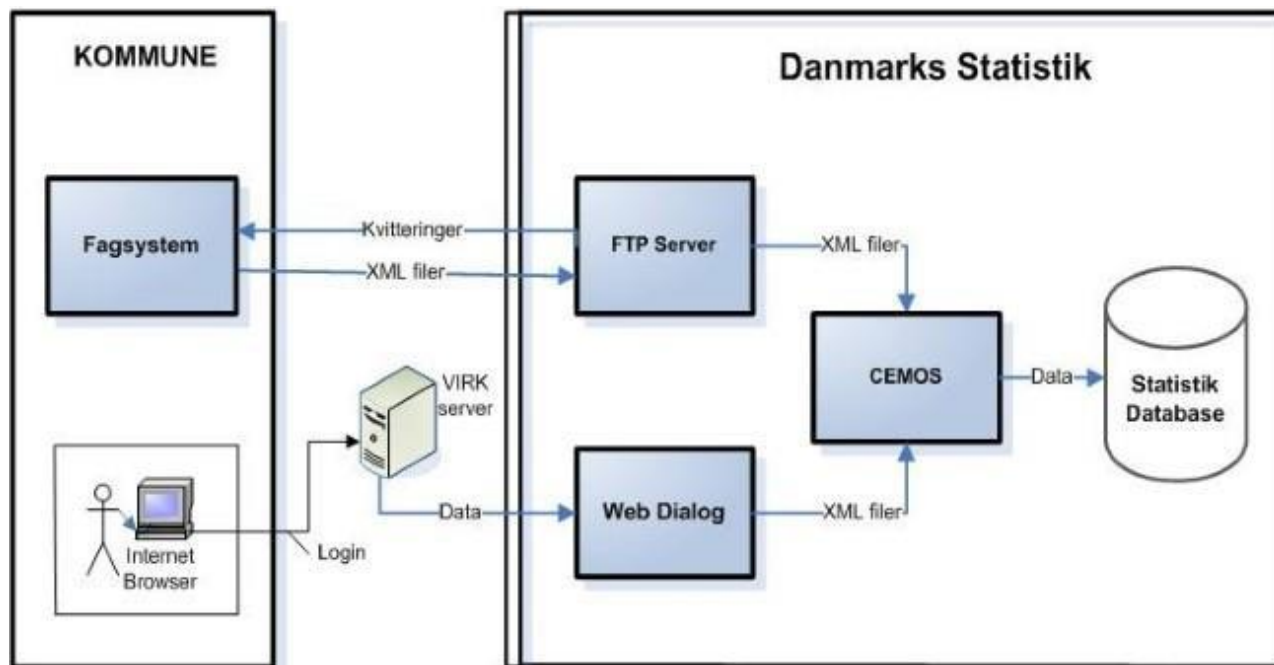 KOMMUNE
Danmarks Statistik
Fagsystem
Kvitteringer
XML filer
FTP Server
XML filer
CEMOS
Data
Statistik
Database
VIRK
server
Internet
Browser
Login
Data
Web Dialog
XML filer